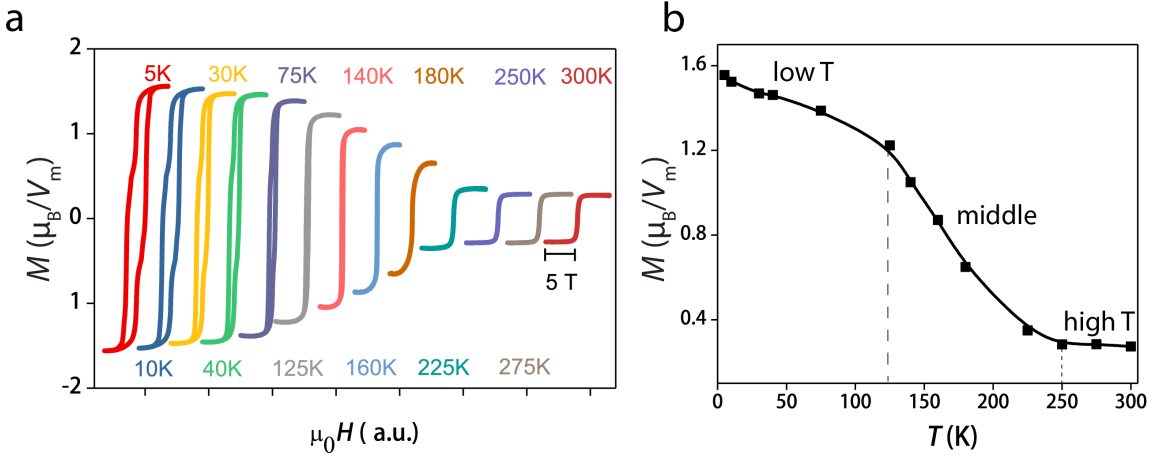 a
M (μB/Vm)
2
1
0
1
-2
5K 30K 75K 140K 180K 250K 300K
10K 40K 125K 160K 225K 275K
5 T
μ0H ( a.u.)
b
M (μB/Vm)
1.6
1.2
0.8
0.4
low T
middle
high T
0 50 100 150 200 250 300
T (K)